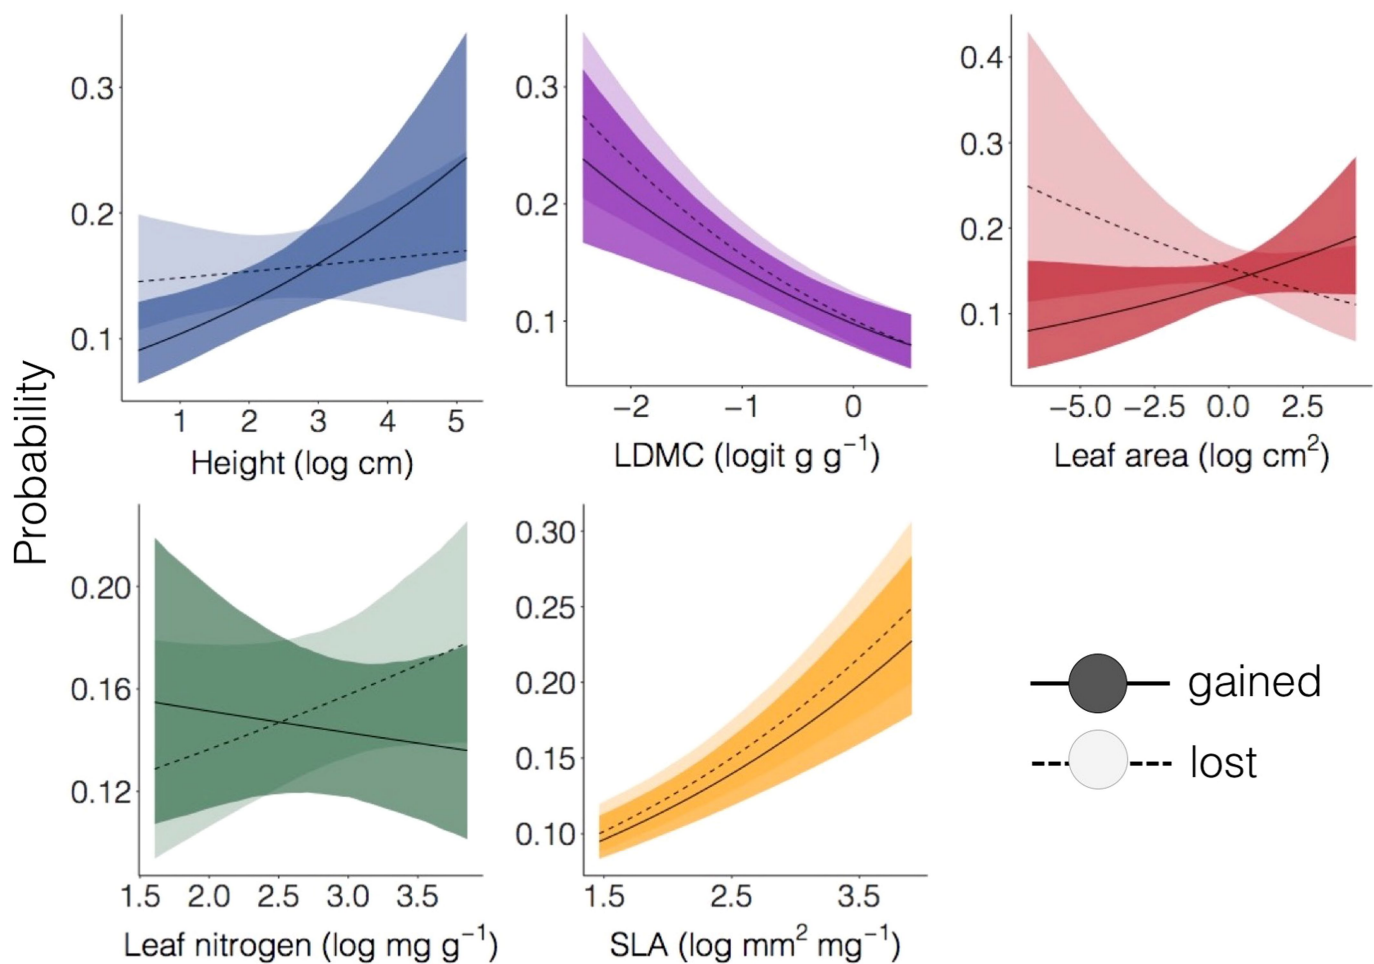 Probability
0.3
0.2
0.1
1 2 3 4 5
Height (log cm)
0.3
0.2
0.1
−2 −1 0
LDMC (logit g g⁻¹)
0.4
0.3
0.2
0.1
−5.0 −2.5 0.0 2.5
Leaf area (log cm²)
0.20
0.16
0.12
1.5 2.0 2.5 3.0 3.5
Leaf nitrogen (log mg g⁻¹)
0.30
0.25
0.20
0.15
0.10
1.5 2.5 3.5
SLA (log mm² mg⁻¹)
gained
lost